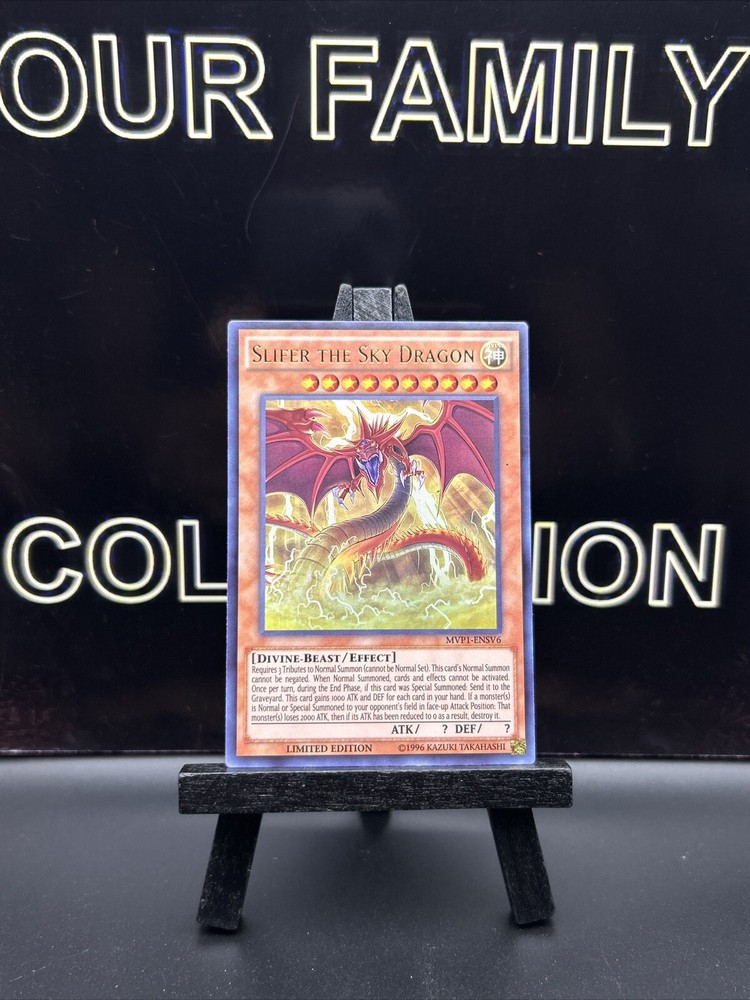 OUR FAMILY
COL ION
SLIFER THE SKY DRAGON 神
MVP1-ENSV6
[DIVINE-BEAST/EFFECT]
Requires 3 Tributes to Normal Summon (cannot be Normal Set). This card's Normal Summon
cannot be negated. When Normal Summoned, cards and effects cannot be activated.
Once per turn, during the End Phase, if this card was Special Summoned: Send it to the
Graveyard. This card gains 1000 ATK and DEF for each card in your hand. If a monster(s)
is Normal or Special Summoned to your opponent's field in face-up Attack Position: That
monster(s) loses 2000 ATK, then if its ATK has been reduced to 0 as a result, destroy it.
ATK/ ? DEF/ ?
LIMITED EDITION ©1996 KAZUKI TAKAHASHI